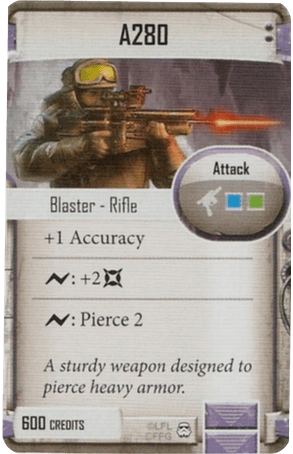 A280
Attack
Blaster - Rifle
+1 Accuracy
: +2
: Pierce 2
A sturdy weapon designed to
pierce heavy armor.
600 CREDITS
©LFL
©FFG